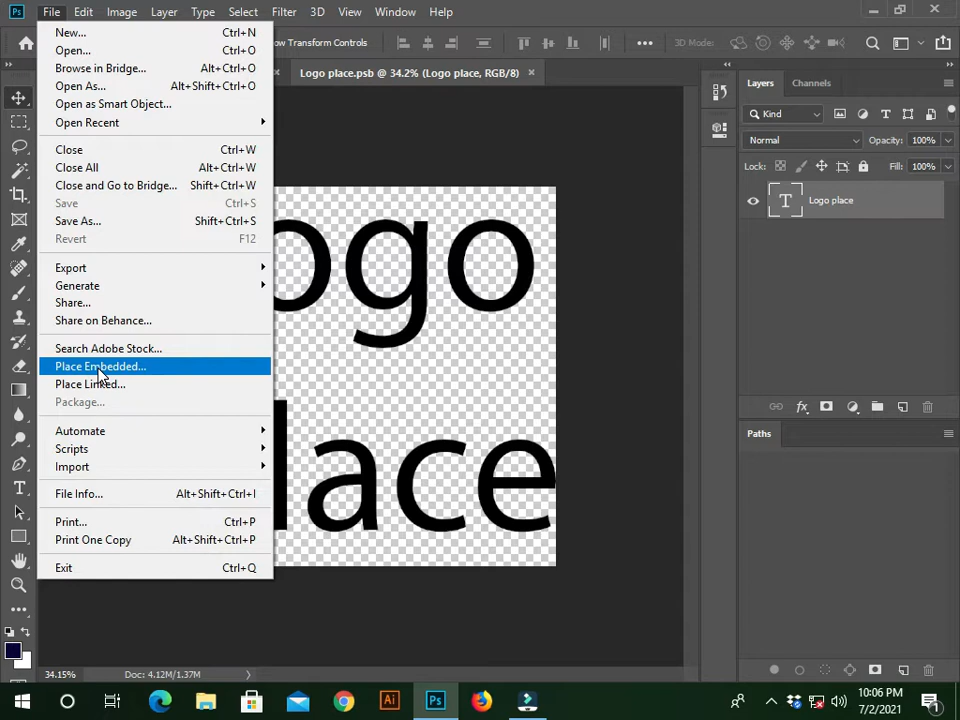 Ps File Edit Image Layer Type Select Filter 3D View Window Help
ow Transform Controls 3D Mode:
Logo place.psb @ 34.2% (Logo place, RGB/8) ×
New... Ctrl+N
Open... Ctrl+O
Browse in Bridge... Alt+Ctrl+O
Open As... Alt+Shift+Ctrl+O
Open as Smart Object...
Open Recent
Close Ctrl+W
Close All Alt+Ctrl+W
Close and Go to Bridge... Shift+Ctrl+W
Save Ctrl+S
Save As... Shift+Ctrl+S
Revert F12
Export
Generate
Share...
Share on Behance...
Search Adobe Stock...
Place Embedded...
Place Linked...
Package...
Automate
Scripts
Import
File Info... Alt+Shift+Ctrl+I
Print... Ctrl+P
Print One Copy Alt+Shift+Ctrl+P
Exit Ctrl+Q
ogo
lace
Layers Channels
Kind
Normal Opacity: 100%
Lock: Fill: 100%
T Logo place
fx
Paths
34.15% Doc: 4.12M/1.37M
Ai Ps
10:06 PM
7/2/2021
1